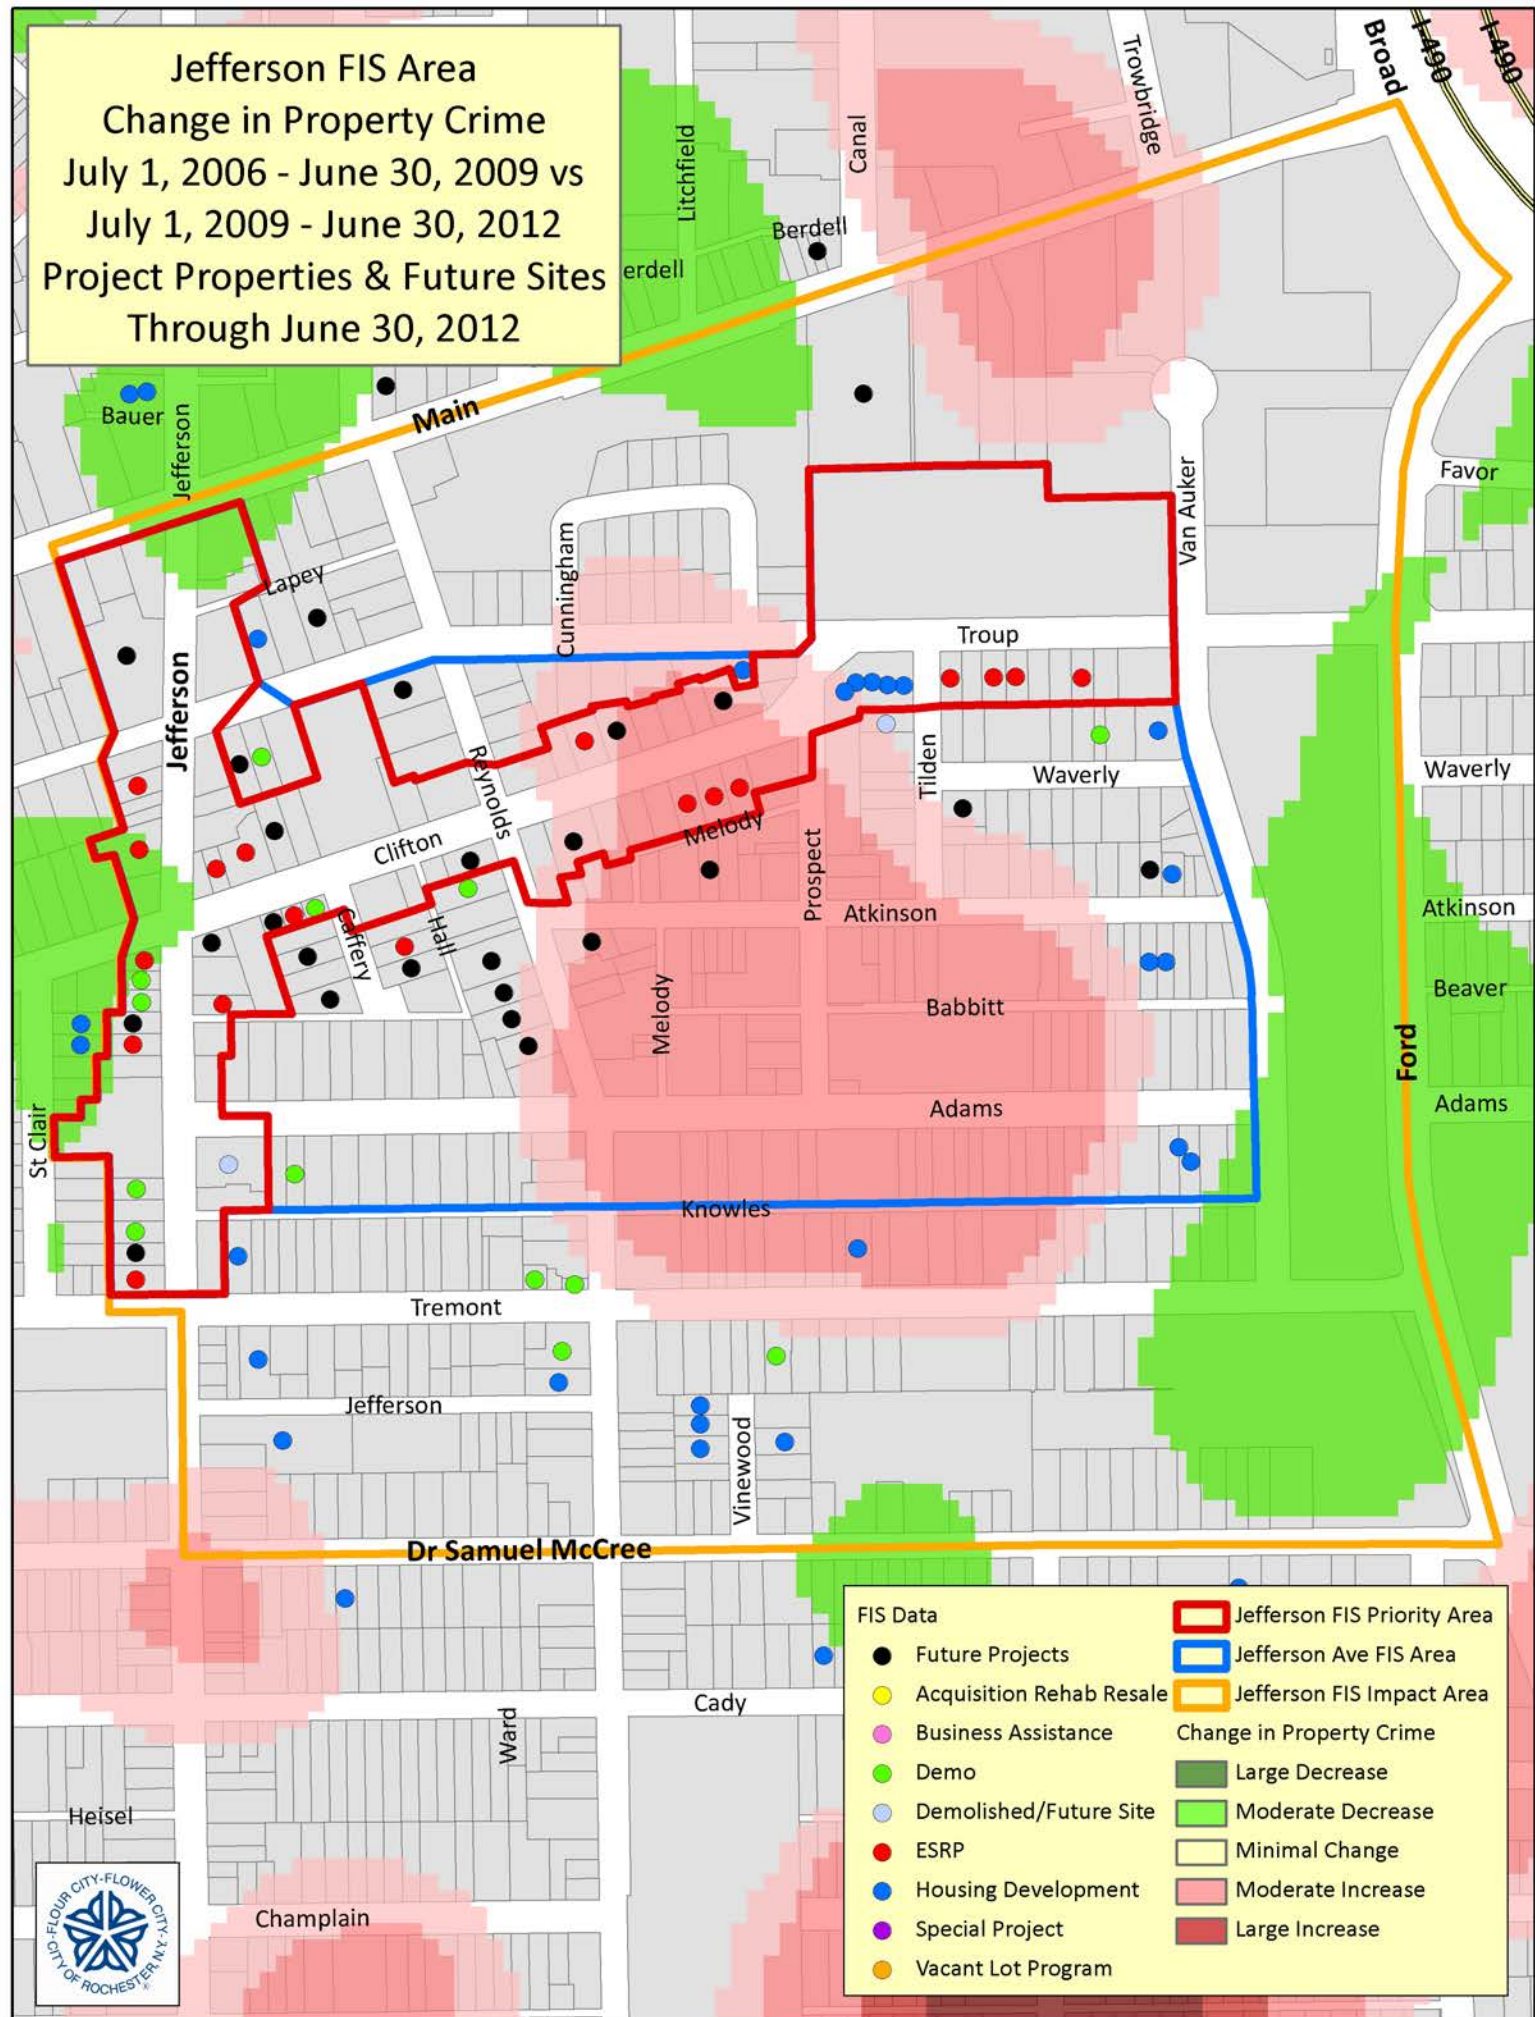 Jefferson FIS Area
Change in Property Crime
July 1, 2006 - June 30, 2009 vs
July 1, 2009 - June 30, 2012
Project Properties & Future Sites
Through June 30, 2012
Broad
I-490
I-490
Trowbridge
Canal
Litchfield
Berdell
erdell
Bauer
Jefferson
Main
Favor
Van Auker
Cunningham
Lapey
Troup
Jefferson
Reynolds
Waverly
Waverly
Tilden
Clifton
Melody
Prospect
Atkinson
Atkinson
Caffery
Hall
Melody
Babbitt
Beaver
Ford
Adams
Adams
St Clair
Knowles
Tremont
Jefferson
Vinewood
Dr Samuel McCree
Cady
Ward
Heisel
Champlain
FLOUR CITY-FLOWER CITY
CITY OF ROCHESTER, N.Y.
FIS Data
Future Projects
Acquisition Rehab Resale
Business Assistance
Demo
Demolished/Future Site
ESRP
Housing Development
Special Project
Vacant Lot Program
Jefferson FIS Priority Area
Jefferson Ave FIS Area
Jefferson FIS Impact Area
Change in Property Crime
Large Decrease
Moderate Decrease
Minimal Change
Moderate Increase
Large Increase